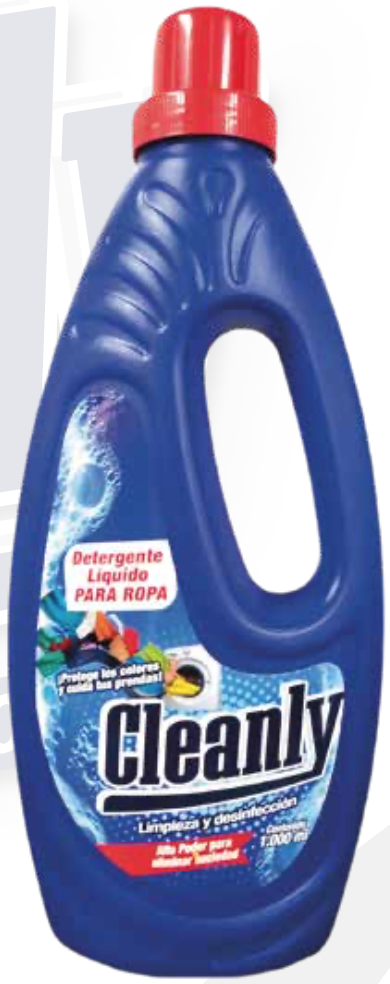 Detergente
Líquido
PARA ROPA
¡Protege los colores
y cuida tus prendas!
Cleanly
Limpieza y desinfección
Alto Poder para
eliminar suciedad
Contenido
1.000 ml